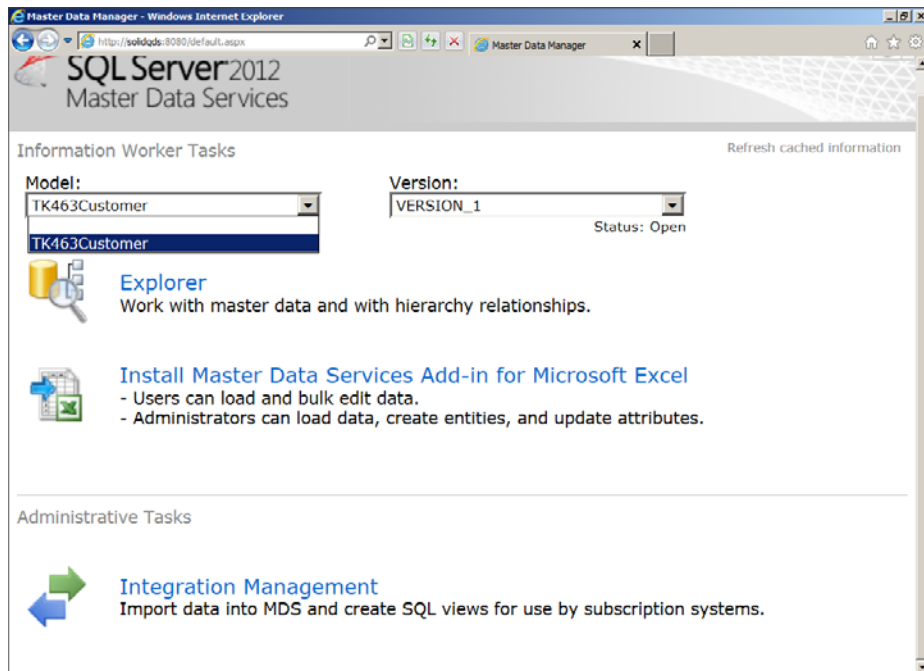 Master Data Manager - Windows Internet Explorer
http://solidqds:8080/default.aspx
Master Data Manager
SQL Server 2012
Master Data Services
Information Worker Tasks
Refresh cached information
Model:
Version:
TK463Customer
VERSION_1
Status: Open
TK463Customer
Explorer
Work with master data and with hierarchy relationships.
Install Master Data Services Add-in for Microsoft Excel
- Users can load and bulk edit data.
- Administrators can load data, create entities, and update attributes.
Administrative Tasks
Integration Management
Import data into MDS and create SQL views for use by subscription systems.